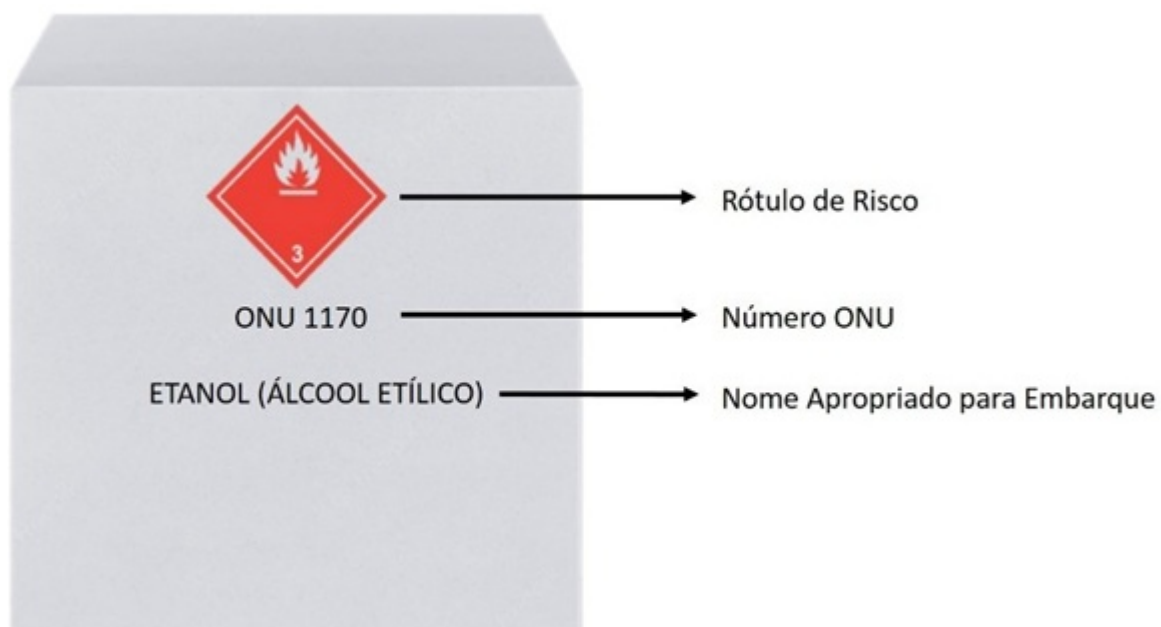 3
Rótulo de Risco
ONU 1170
Número ONU
ETANOL (ÁLCOOL ETÍLICO)
Nome Apropriado para Embarque